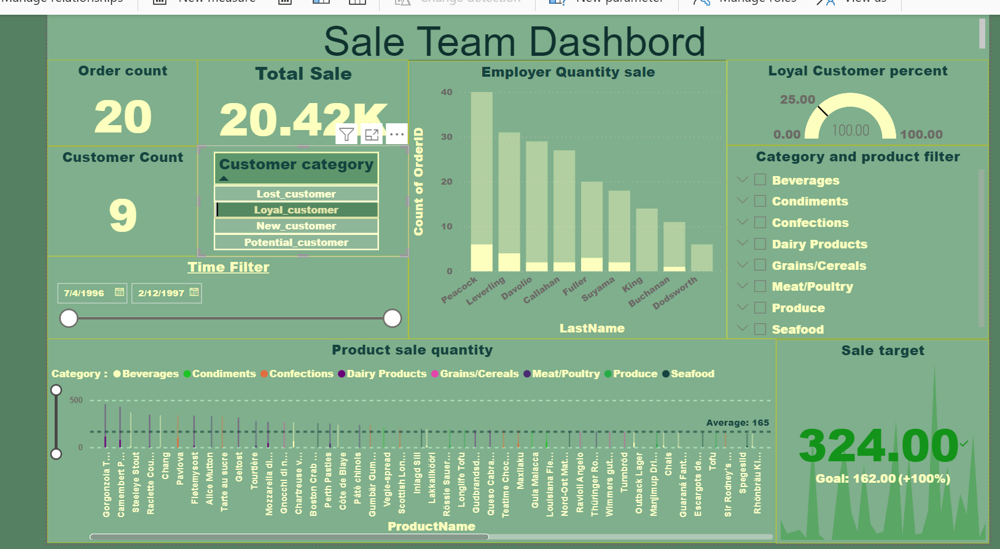 Manage relationships New measure Change detection New parameter Manage roles View as
Sale Team Dashbord
Order count
20
Total Sale
20.42K
Customer Count
9
Customer category
Lost_customer
Loyal_customer
New_customer
Potential_customer
Time Filter
7/4/1996 2/12/1997
Employer Quantity sale
Count of OrderID
40
30
20
10
0
Peacock
Leverling
Davolio
Callahan
Fuller
Suyama
King
Buchanan
Dodsworth
LastName
Loyal Customer percent
25.00
0.00 100.00 100.00
Category and product filter
Beverages
Condiments
Confections
Dairy Products
Grains/Cereals
Meat/Poultry
Produce
Seafood
Product sale quantity
Category : Beverages Condiments Confections Dairy Products Grains/Cereals Meat/Poultry Produce Seafood
500
Average: 165
0
Gorgonzola T...
Camembert P...
Steeleye Stout
Raclette Cou...
Chang
Pavlova
Fløtemysost
Alice Mutton
Tarte au sucre
Geitost
Tourtière
Mozzarella di...
Gnocchi di n...
Chartreuse v...
Boston Crab ...
Perth Pasties
Côte de Blaye
Pâté chinois
Gumbär Gum...
Vegie-spread
Scottish Lon...
Inlagd Sill
Lakkalikööri
Rössle Sauer...
Longlife Tofu
Gudbrandsd...
Queso Cabra...
Teatime Choc...
Maxilaku
Gula Malacca
Louisiana Fie...
Nord-Ost Mat...
Ravioli Angelo
Thüringer Ro...
Wimmers gut...
Tunnbröd
Outback Lager
Manjimup Dri...
Chais
Guaraná Fant...
Escargots de...
Tofu
Sir Rodney's ...
Spegesild
Rhönbräu Kl...
ProductName
Sale target
324.00
Goal: 162.00 (+100%)